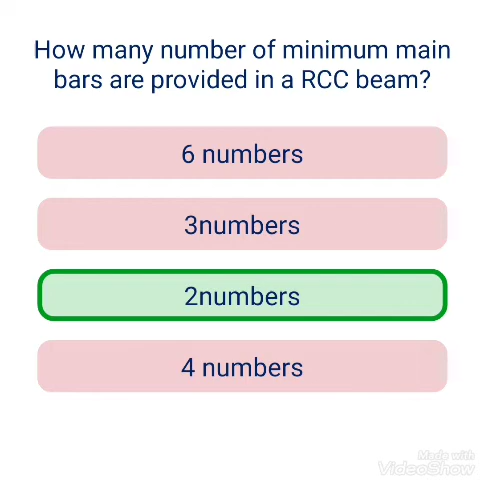 How many number of minimum main
bars are provided in a RCC beam?
6 numbers
3numbers
2numbers
4 numbers
Made with
VideoShow